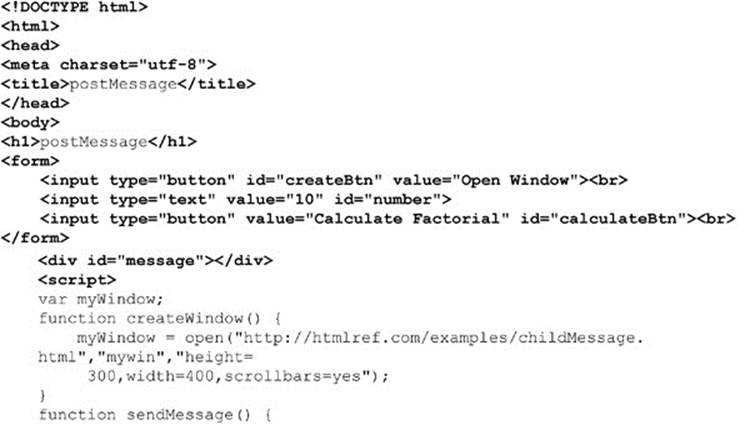 <!DOCTYPE html>
<html>
<head>
<meta charset="utf-8">
<title>postMessage</title>
</head>
<body>
<h1>postMessage</h1>
<form>
<input type="button" id="createBtn" value="Open Window"><br>
<input type="text" value="10" id="number">
<input type="button" value="Calculate Factorial" id="calculateBtn"><br>
</form>
<div id="message"></div>
<script>
var myWindow;
function createWindow() {
myWindow = open("http://htmlref.com/examples/childMessage.
html","mywin","height=
300,width=400,scrollbars=yes");
}
function sendMessage() {